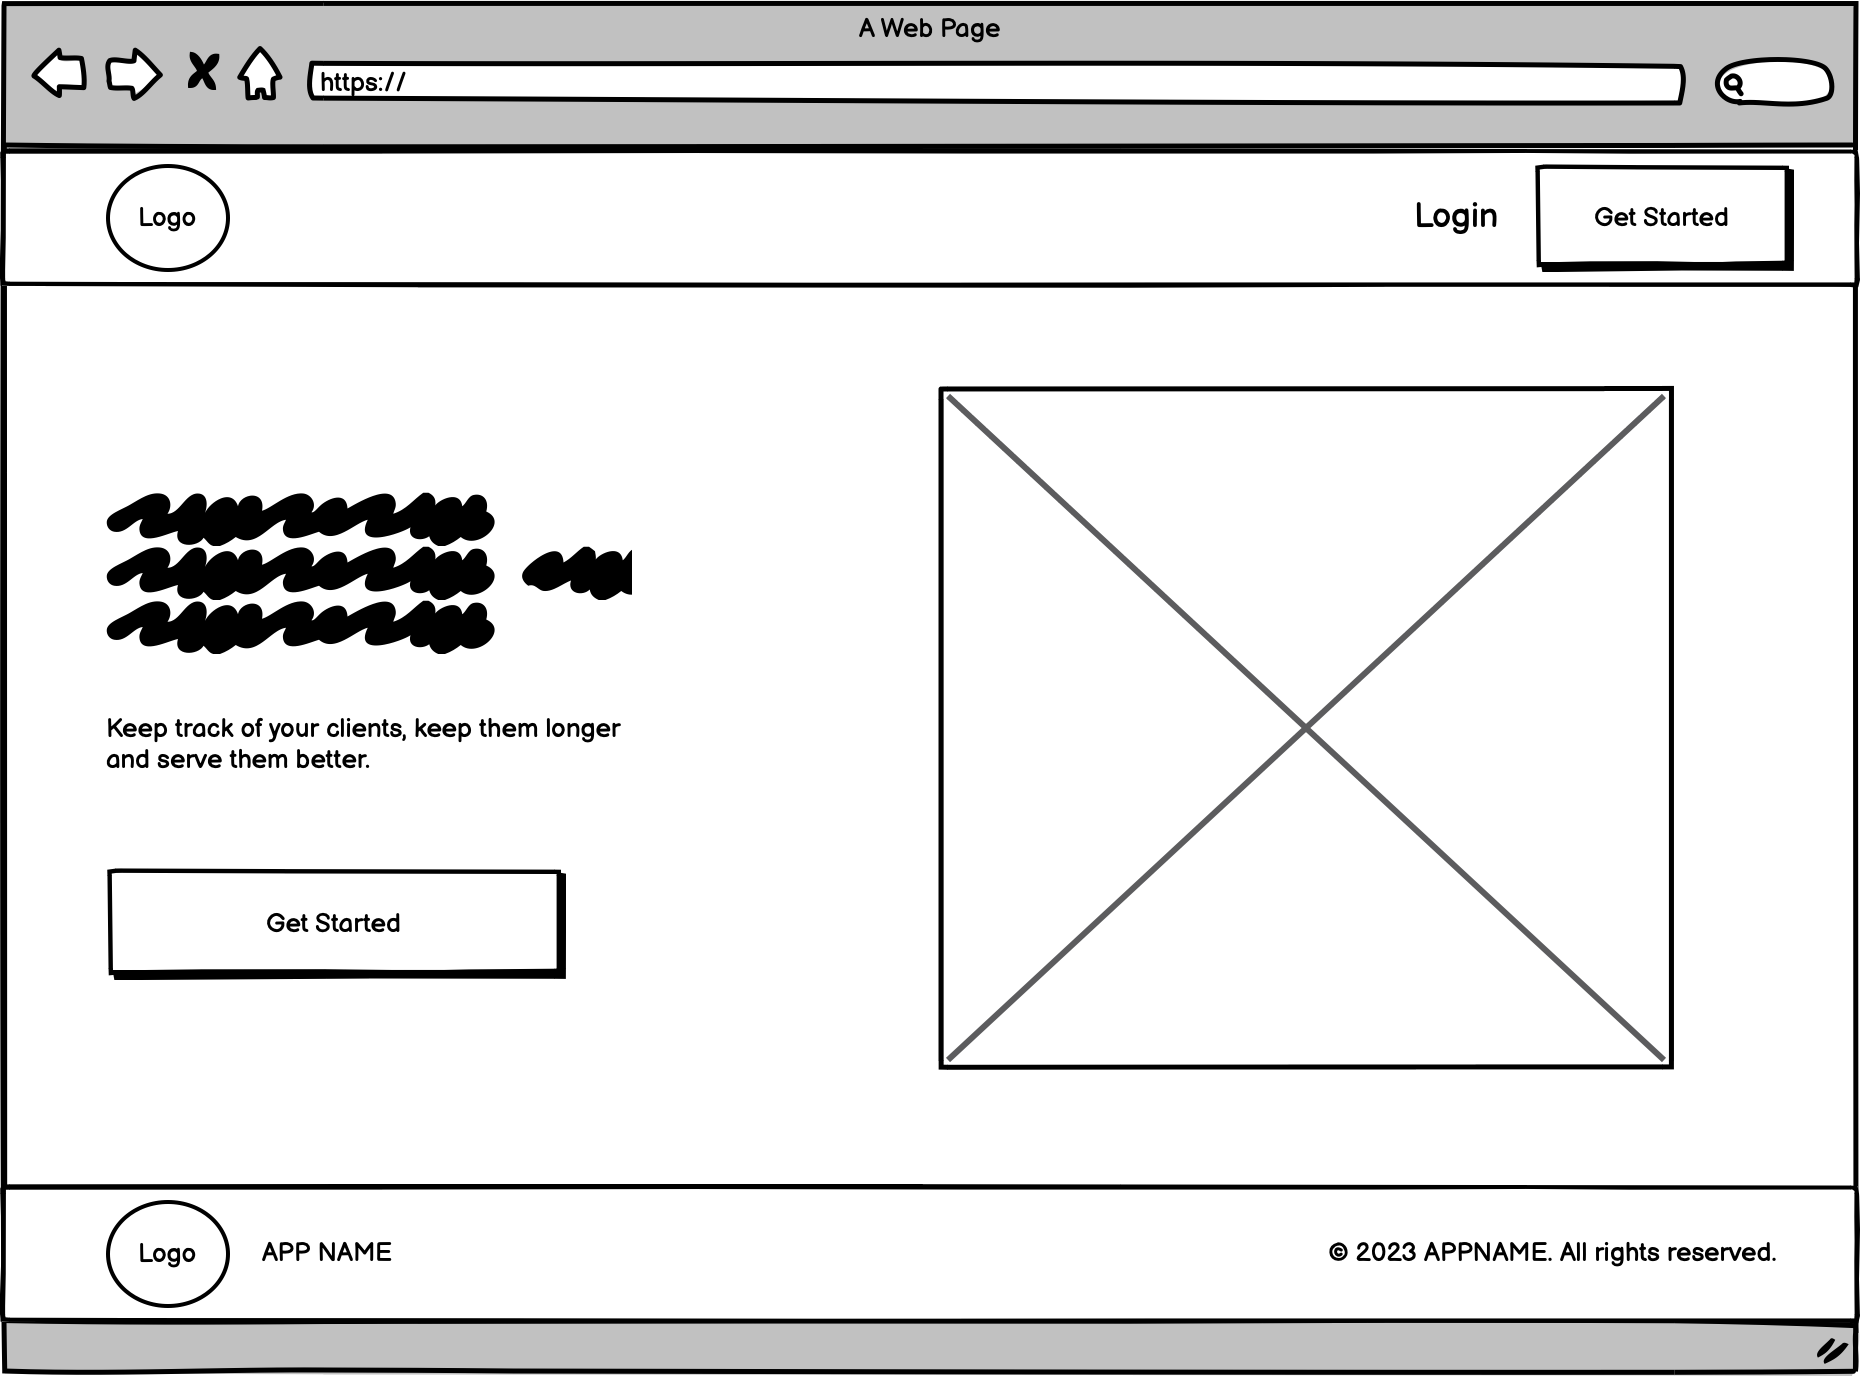 A Web Page
https://
Logo
Login
Get Started
Keep track of your clients, keep them longer
and serve them better.
Get Started
Logo
APP NAME
© 2023 APPNAME. All rights reserved.